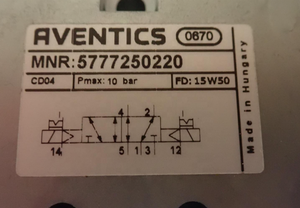 AVENTICS 0870
MNR: 5777250220
CD04 Pmax: 10 bar FD: 15W50
4 2
14 5 1 3 12
Made in Hungary